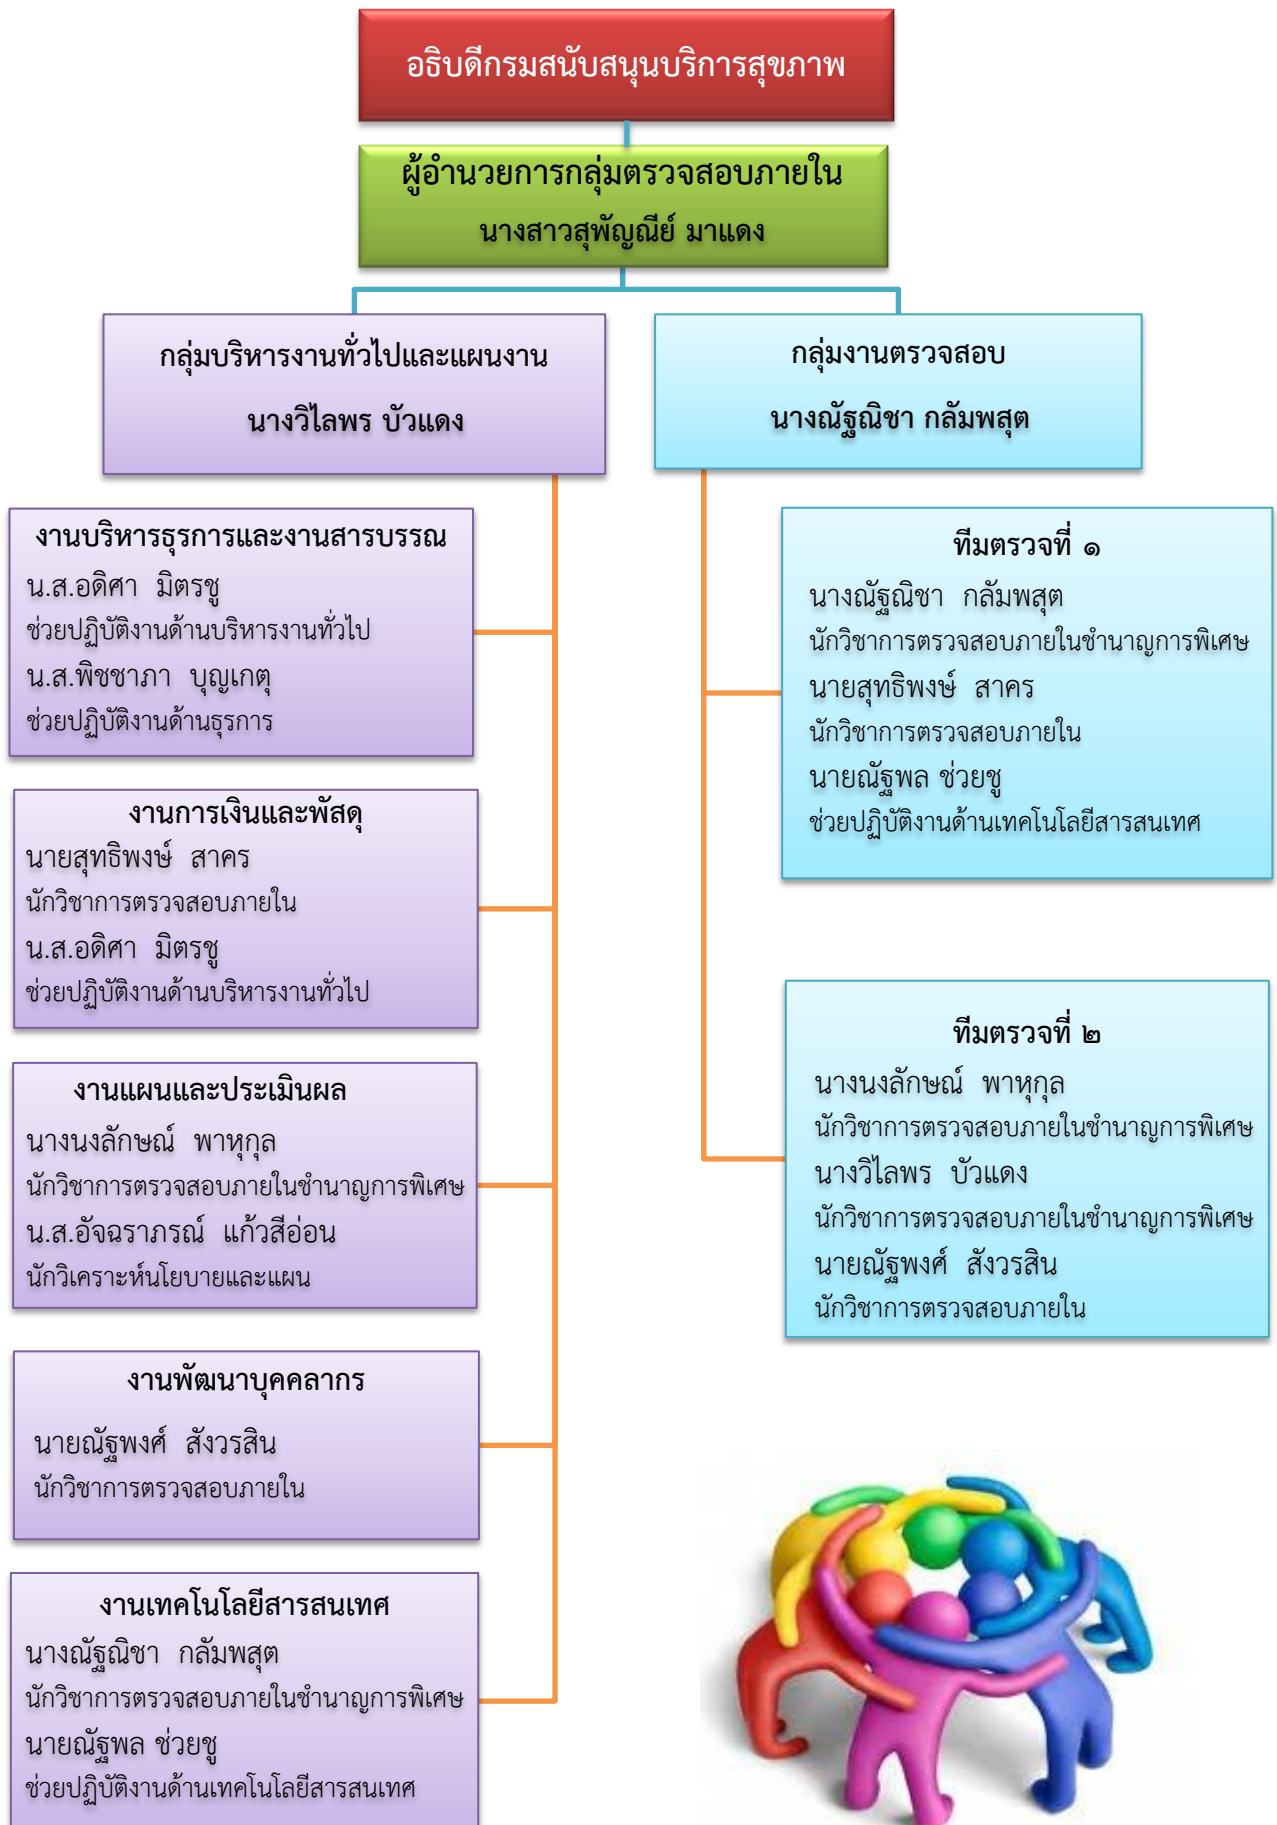 อธิบดีกรมสนับสนุนบริการสุขภาพ
ผู้อำนวยการกลุ่มตรวจสอบภายใน
นางสาวสุพัญณีย์ มาแดง
กลุ่มบริหารงานทั่วไปและแผนงาน
นางวิไลพร บัวแดง
กลุ่มงานตรวจสอบ
นางณัฐณิชา กลัมพสุต
งานบริหารธุรการและงานสารบรรณ
น.ส.อดิศา มิตรชู
ช่วยปฏิบัติงานด้านบริหารงานทั่วไป
น.ส.พิชชาภา บุญเกตุ
ช่วยปฏิบัติงานด้านธุรการ
งานการเงินและพัสดุ
นายสุทธิพงษ์ สาคร
นักวิชาการตรวจสอบภายใน
น.ส.อดิศา มิตรชู
ช่วยปฏิบัติงานด้านบริหารงานทั่วไป
งานแผนและประเมินผล
นางนงลักษณ์ พาหุกุล
นักวิชาการตรวจสอบภายในชำนาญการพิเศษ
น.ส.อัจฉราภรณ์ แก้วสีอ่อน
นักวิเคราะห์นโยบายและแผน
งานพัฒนาบุคคลากร
นายณัฐพงศ์ สังวรสิน
นักวิชาการตรวจสอบภายใน
งานเทคโนโลยีสารสนเทศ
นางณัฐณิชา กลัมพสุต
นักวิชาการตรวจสอบภายในชำนาญการพิเศษ
นายณัฐพล ช่วยชู
ช่วยปฏิบัติงานด้านเทคโนโลยีสารสนเทศ
ทีมตรวจที่ ๑
นางณัฐณิชา กลัมพสุต
นักวิชาการตรวจสอบภายในชำนาญการพิเศษ
นายสุทธิพงษ์ สาคร
นักวิชาการตรวจสอบภายใน
นายณัฐพล ช่วยชู
ช่วยปฏิบัติงานด้านเทคโนโลยีสารสนเทศ
ทีมตรวจที่ ๒
นางนงลักษณ์ พาหุกุล
นักวิชาการตรวจสอบภายในชำนาญการพิเศษ
นางวิไลพร บัวแดง
นักวิชาการตรวจสอบภายในชำนาญการพิเศษ
นายณัฐพงศ์ สังวรสิน
นักวิชาการตรวจสอบภายใน